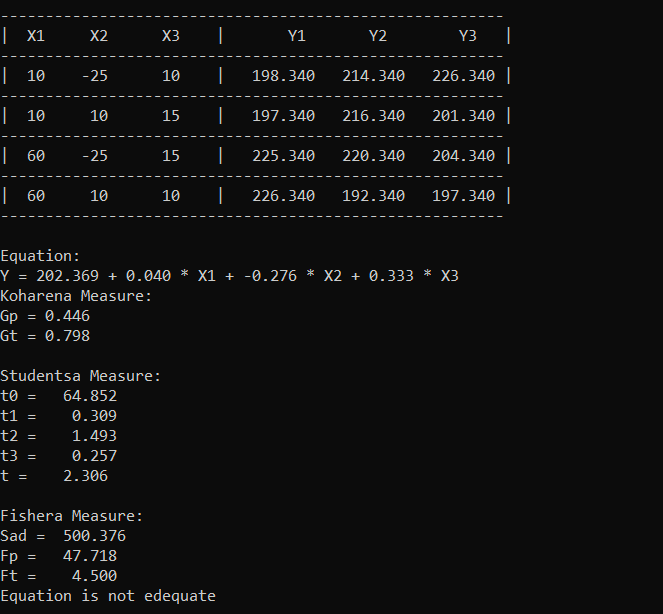 --------------------------------------------------------
|  X1     X2      X3    |       Y1       Y2        Y3   |
--------------------------------------------------------
|  10    -25      10    |   198.340   214.340   226.340 |
--------------------------------------------------------
|  10     10      15    |   197.340   216.340   201.340 |
--------------------------------------------------------
|  60    -25      15    |   225.340   220.340   204.340 |
--------------------------------------------------------
|  60     10      10    |   226.340   192.340   197.340 |
--------------------------------------------------------
Equation:
Y = 202.369 + 0.040 * X1 + -0.276 * X2 + 0.333 * X3
Koharena Measure:
Gp = 0.446
Gt = 0.798
Studentsa Measure:
t0 =   64.852
t1 =    0.309
t2 =    1.493
t3 =    0.257
t =    2.306
Fishera Measure:
Sad =  500.376
Fp =   47.718
Ft =    4.500
Equation is not edequate